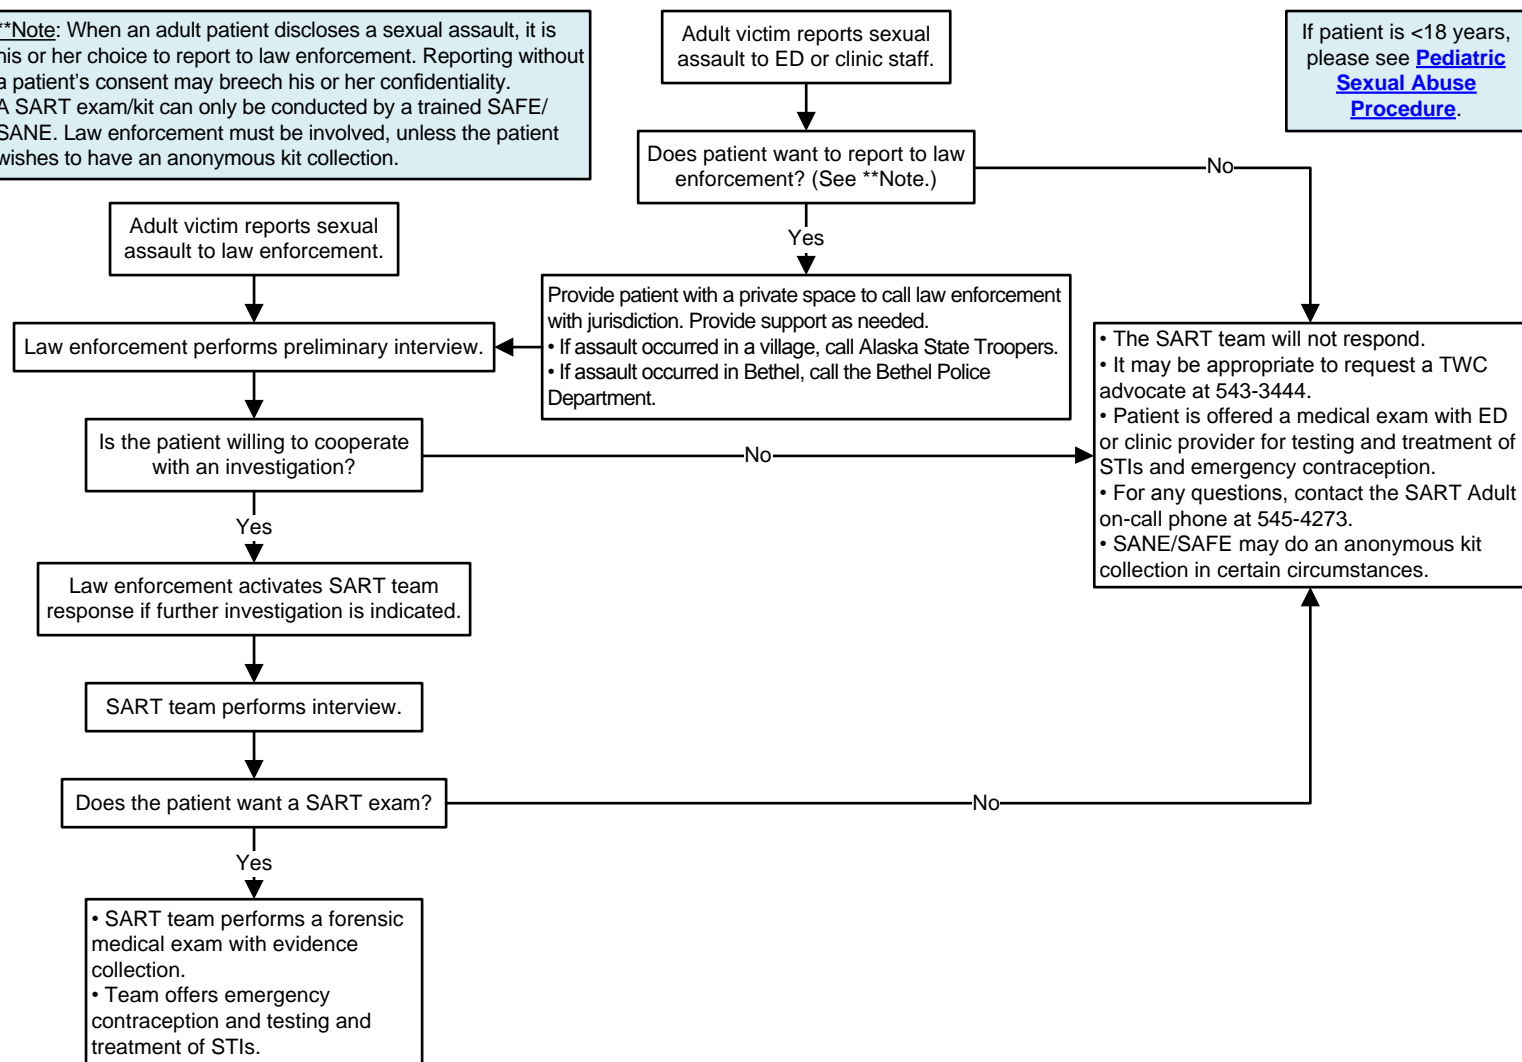 **Note: When an adult patient discloses a sexual assault, it is
his or her choice to report to law enforcement. Reporting without
a patient's consent may breech his or her confidentiality.
A SART exam/kit can only be conducted by a trained SAFE/
SANE. Law enforcement must be involved, unless the patient
wishes to have an anonymous kit collection.
Adult victim reports sexual
assault to ED or clinic staff.
If patient is <18 years,
please see Pediatric
Sexual Abuse
Procedure.
Does patient want to report to law
enforcement? (See **Note.)
No
Yes
Adult victim reports sexual
assault to law enforcement.
Provide patient with a private space to call law enforcement
with jurisdiction. Provide support as needed.
• If assault occurred in a village, call Alaska State Troopers.
• If assault occurred in Bethel, call the Bethel Police
Department.
Law enforcement performs preliminary interview.
• The SART team will not respond.
• It may be appropriate to request a TWC
advocate at 543-3444.
• Patient is offered a medical exam with ED
or clinic provider for testing and treatment of
STIs and emergency contraception.
• For any questions, contact the SART Adult
on-call phone at 545-4273.
• SANE/SAFE may do an anonymous kit
collection in certain circumstances.
Is the patient willing to cooperate
with an investigation?
No
Yes
Law enforcement activates SART team
response if further investigation is indicated.
SART team performs interview.
Does the patient want a SART exam?
No
Yes
• SART team performs a forensic
medical exam with evidence
collection.
• Team offers emergency
contraception and testing and
treatment of STIs.